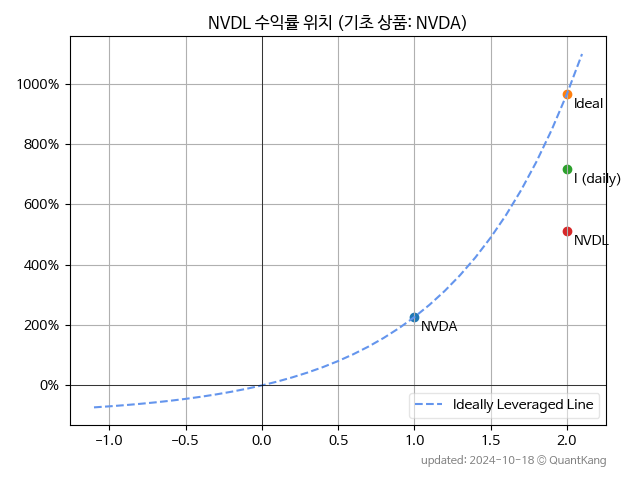 NVDL 수익률 위치 (기초 상품: NVDA)
1000%
800%
600%
400%
200%
0%
Ideal
I (daily)
NVDL
NVDA
Ideally Leveraged Line
−1.0 −0.5 0.0 0.5 1.0 1.5 2.0
updated: 2024-10-18 © QuantKang